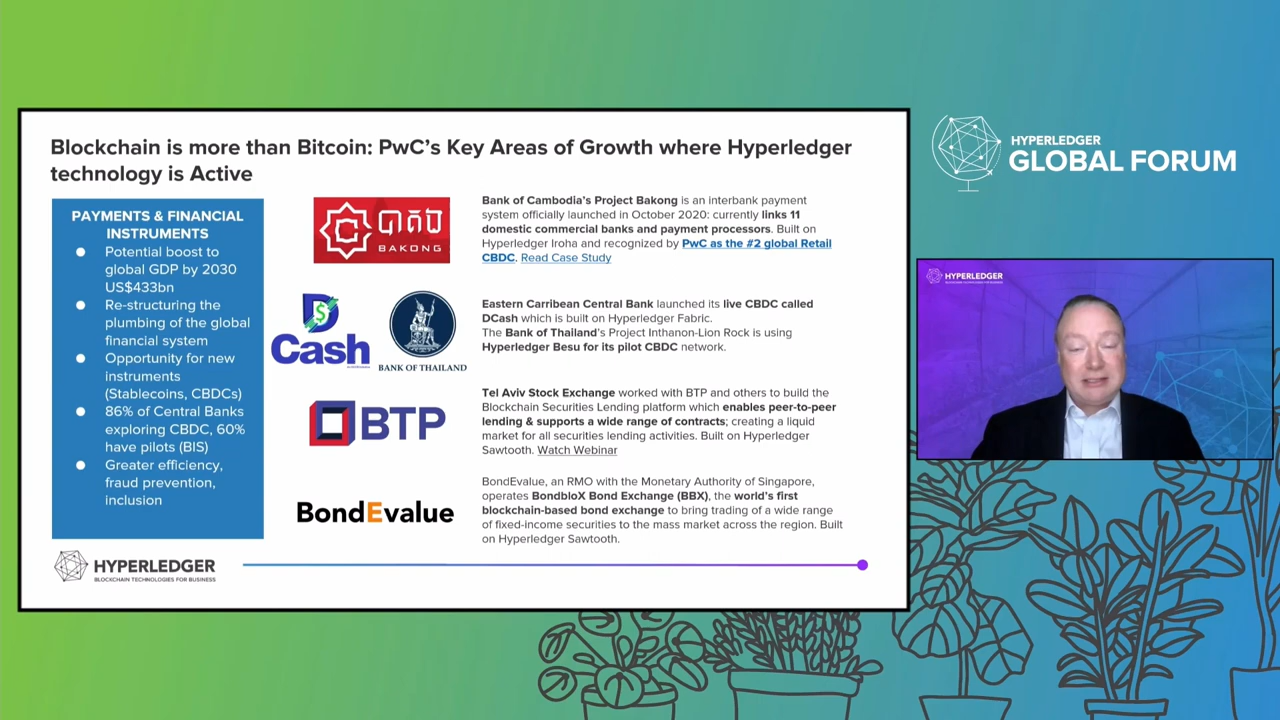 HYPERLEDGER
GLOBAL FORUM
Blockchain is more than Bitcoin: PwC's Key Areas of Growth where Hyperledger
technology is Active
PAYMENTS & FINANCIAL
INSTRUMENTS
● Potential boost to
global GDP by 2030
US$433bn
● Re-structuring the
plumbing of the global
financial system
● Opportunity for new
instruments
(Stablecoins, CBDCs)
● 86% of Central Banks
exploring CBDC, 60%
have pilots (BIS)
● Greater efficiency,
fraud prevention,
inclusion
បាគង
BAKONG
Bank of Cambodia's Project Bakong is an interbank payment
system officially launched in October 2020: currently links 11
domestic commercial banks and payment processors. Built on
Hyperledger Iroha and recognized by PwC as the #2 global Retail
CBDC. Read Case Study
D
Cash
BANK OF THAILAND
Eastern Carribean Central Bank launched its live CBDC called
DCash which is built on Hyperledger Fabric.
The Bank of Thailand's Project Inthanon-Lion Rock is using
Hyperledger Besu for its pilot CBDC network.
BTP
Tel Aviv Stock Exchange worked with BTP and others to build the
Blockchain Securities Lending platform which enables peer-to-peer
lending & supports a wide range of contracts; creating a liquid
market for all securities lending activities. Built on Hyperledger
Sawtooth. Watch Webinar
BondEvalue
BondEvalue, an RMO with the Monetary Authority of Singapore,
operates BondbloX Bond Exchange (BBX), the world's first
blockchain-based bond exchange to bring trading of a wide range
of fixed-income securities to the mass market across the region. Built
on Hyperledger Sawtooth.
HYPERLEDGER
BLOCKCHAIN TECHNOLOGIES FOR BUSINESS
HYPERLEDGER